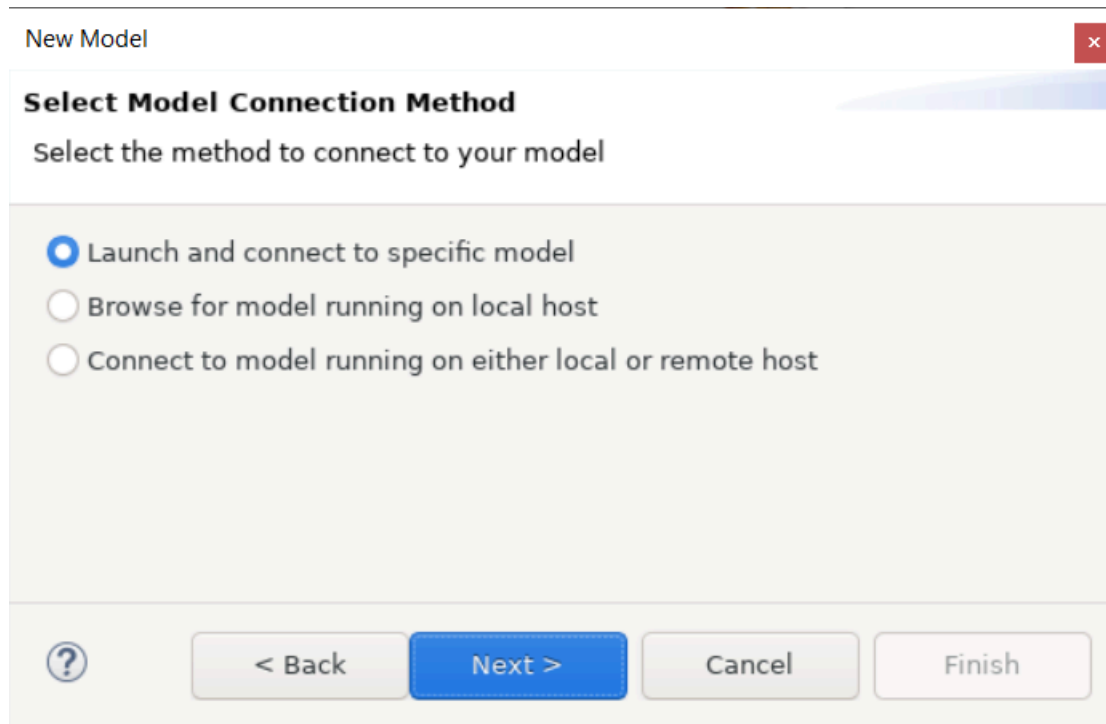 New Model
×
Select Model Connection Method
Select the method to connect to your model
Launch and connect to specific model
Browse for model running on local host
Connect to model running on either local or remote host
?
< Back
Next >
Cancel
Finish